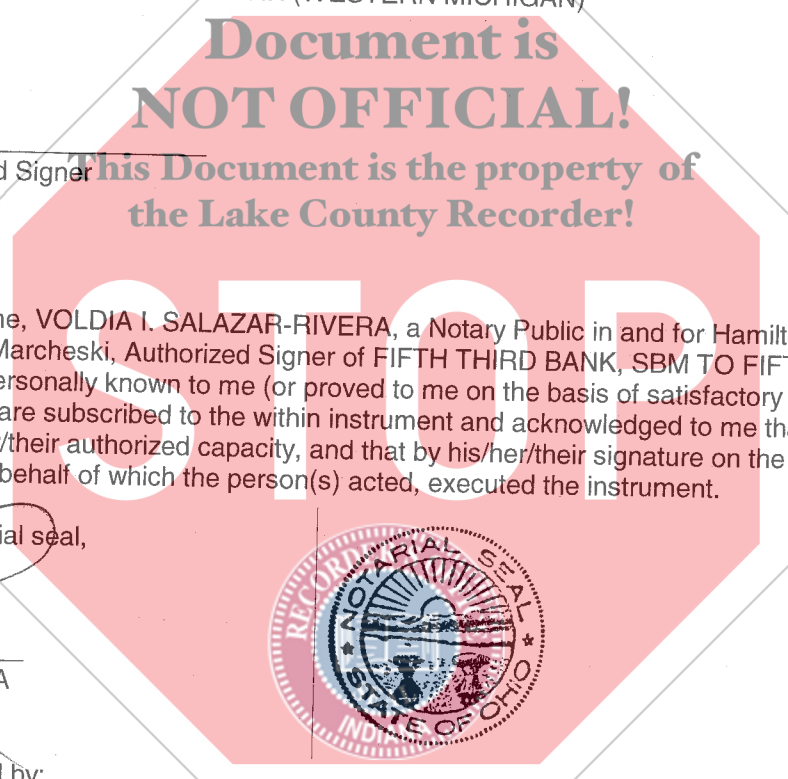 (WESTERN MICHIGAN)
Document is
NOT OFFICIAL!
This Document is the property of
the Lake County Recorder!
d Signer
STOP
ne, VOLDIA I. SALAZAR-RIVERA, a Notary Public in and for Hamilt
Marcheski, Authorized Signer of FIFTH THIRD BANK, SBM TO FIFT
ersonally known to me (or proved to me on the basis of satisfactory
are subscribed to the within instrument and acknowledged to me tha
/their authorized capacity, and that by his/her/their signature on the
behalf of which the person(s) acted, executed the instrument.
ial seal,
NOTARIAL SEAL
STATE OF OHIO
RECORDE
INDIANA
A
d by: